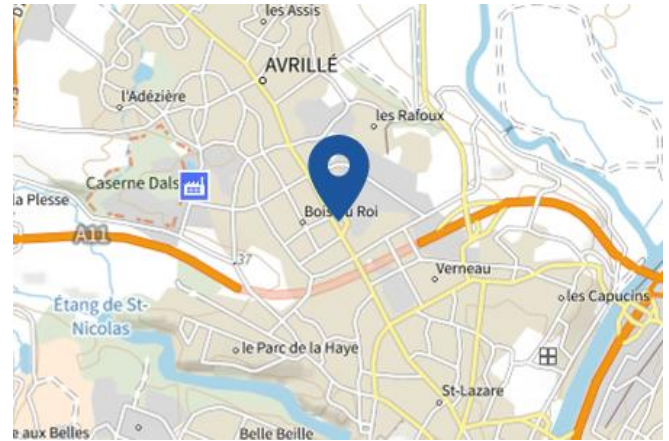 les Assis
AVRILLÉ
l'Adézière
les Rafoux
Caserne Dals
la Plesse
Bois du Roi
A11
37
Verneau
Étang de St-
Nicolas
les Capucins
le Parc de la Haye
St-Lazare
e aux Belles
Belle Beille